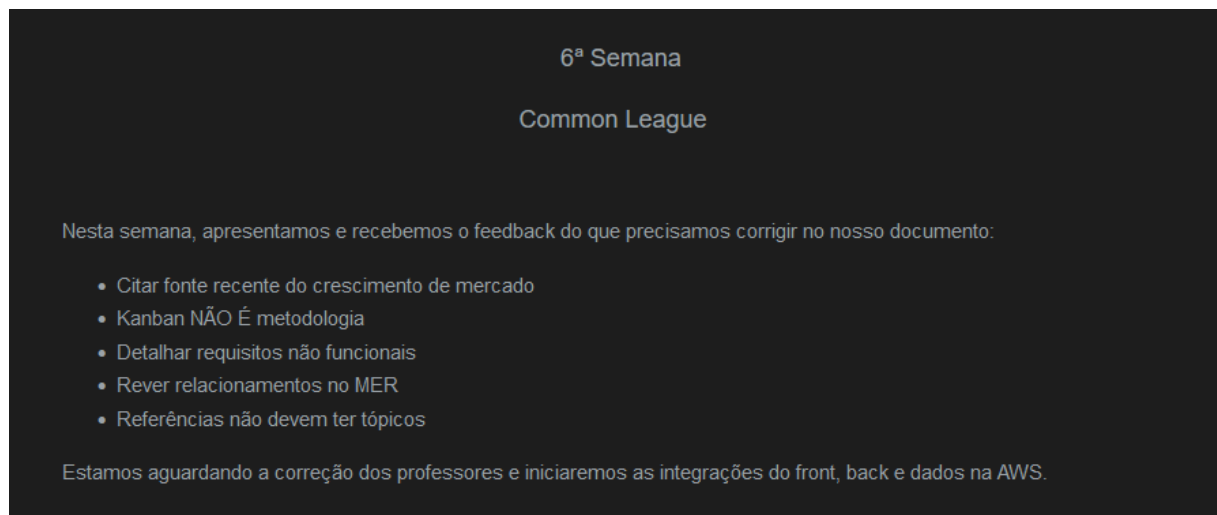 6ª Semana
Common League
Nesta semana, apresentamos e recebemos o feedback do que precisamos corrigir no nosso documento:
• Citar fonte recente do crescimento de mercado
• Kanban NÃO É metodologia
• Detalhar requisitos não funcionais
• Rever relacionamentos no MER
• Referências não devem ter tópicos
Estamos aguardando a correção dos professores e iniciaremos as integrações do front, back e dados na AWS.